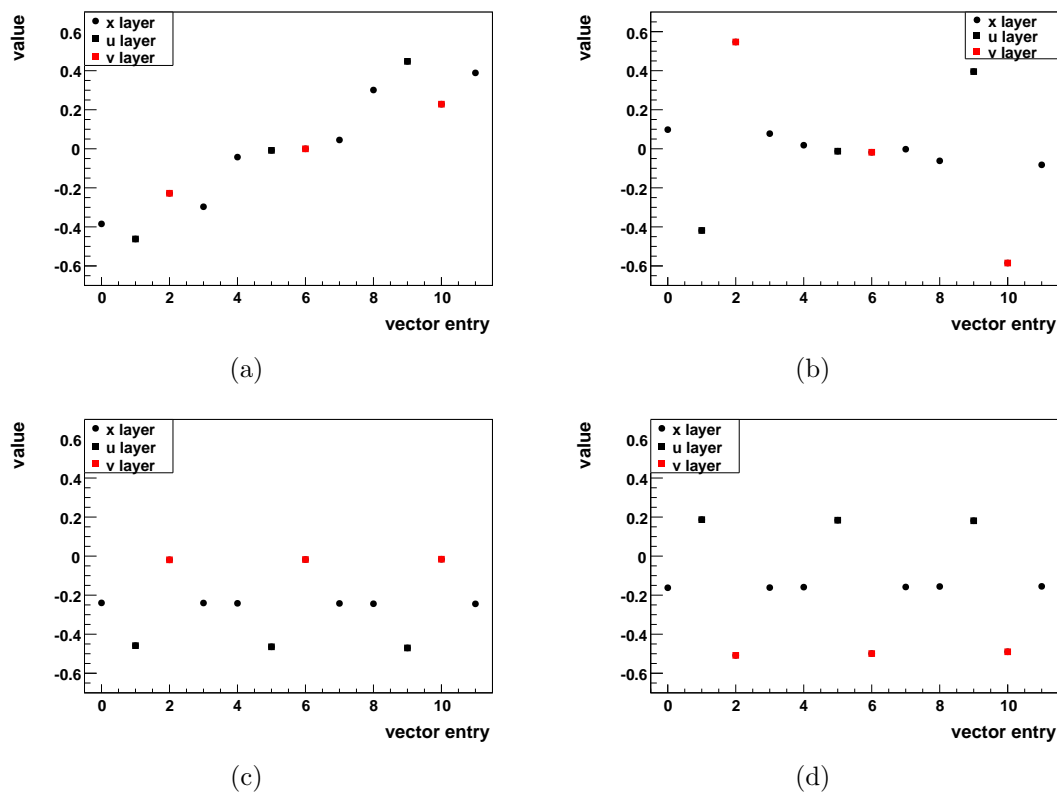 value
x layer
u layer
v layer
0.6
0.4
0.2
0
-0.2
-0.4
-0.6
0 2 4 6 8 10
vector entry
(a)
value
x layer
u layer
v layer
0.6
0.4
0.2
0
-0.2
-0.4
-0.6
0 2 4 6 8 10
vector entry
(b)
value
x layer
u layer
v layer
0.6
0.4
0.2
0
-0.2
-0.4
-0.6
0 2 4 6 8 10
vector entry
(c)
value
x layer
u layer
v layer
0.6
0.4
0.2
0
-0.2
-0.4
-0.6
0 2 4 6 8 10
vector entry
(d)